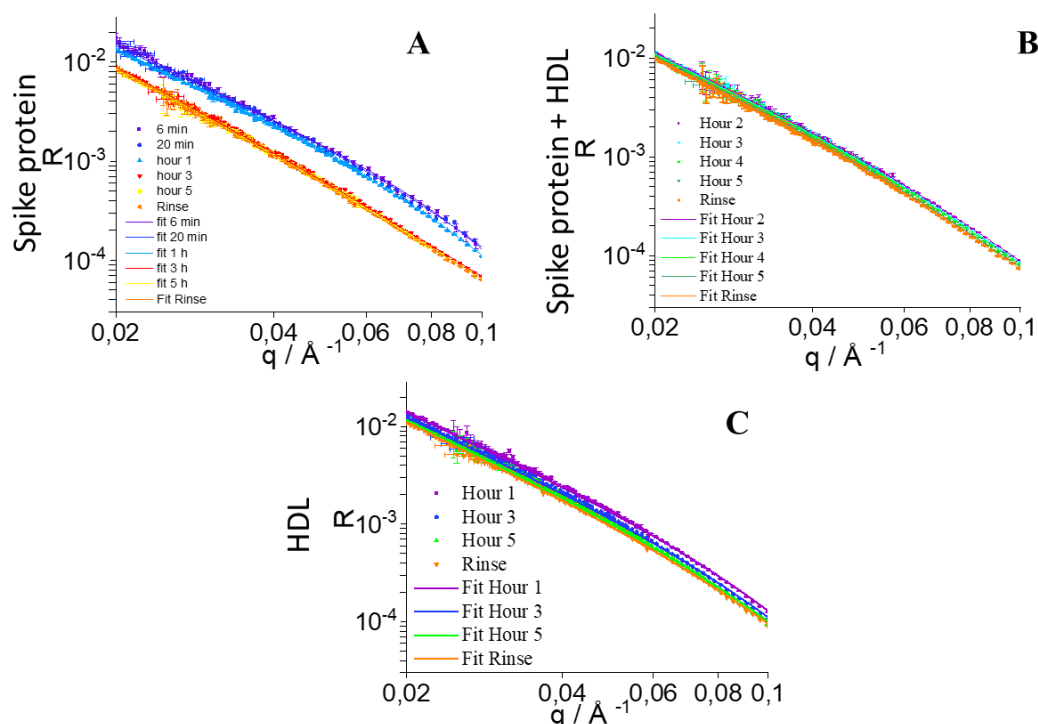 A
Spike protein
R
10⁻²
10⁻³
10⁻⁴
6 min
20 min
hour 1
hour 3
hour 5
Rinse
fit 6 min
fit 20 min
fit 1 h
fit 3 h
fit 5 h
Fit Rinse
0,02 0,04 0,06 0,08 0,1
q / Å ⁻¹
B
Spike protein + HDL
R
10⁻²
10⁻³
10⁻⁴
Hour 2
Hour 3
Hour 4
Hour 5
Rinse
Fit Hour 2
Fit Hour 3
Fit Hour 4
Fit Hour 5
Fit Rinse
0,02 0,04 0,06 0,08 0,1
q / Å ⁻¹
C
HDL
R
10⁻²
10⁻³
10⁻⁴
Hour 1
Hour 3
Hour 5
Rinse
Fit Hour 1
Fit Hour 3
Fit Hour 5
Fit Rinse
0,02 0,04 0,06 0,08 0,1
q / Å ⁻¹